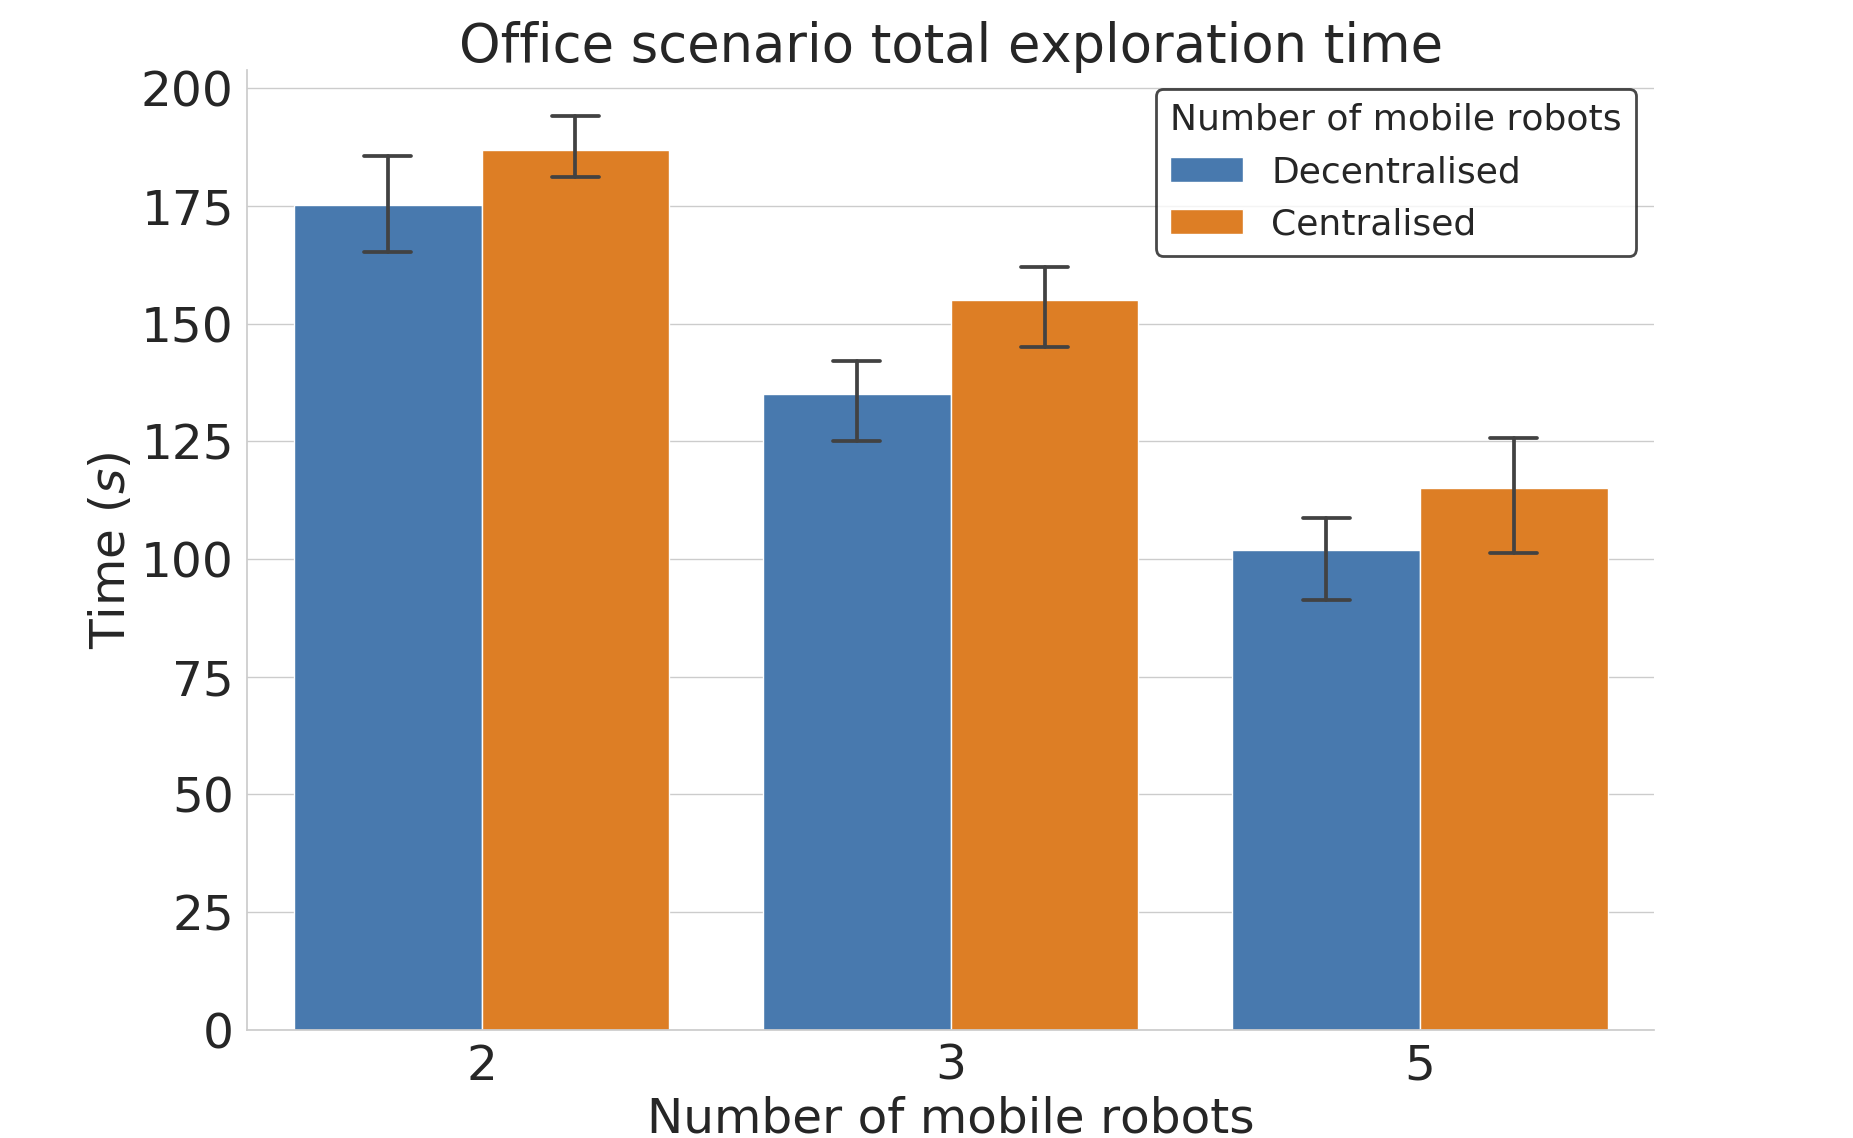 Office scenario total exploration time
Time (s)
200
175
150
125
100
75
50
25
0
Number of mobile robots
Decentralised
Centralised
2
3
5
Number of mobile robots